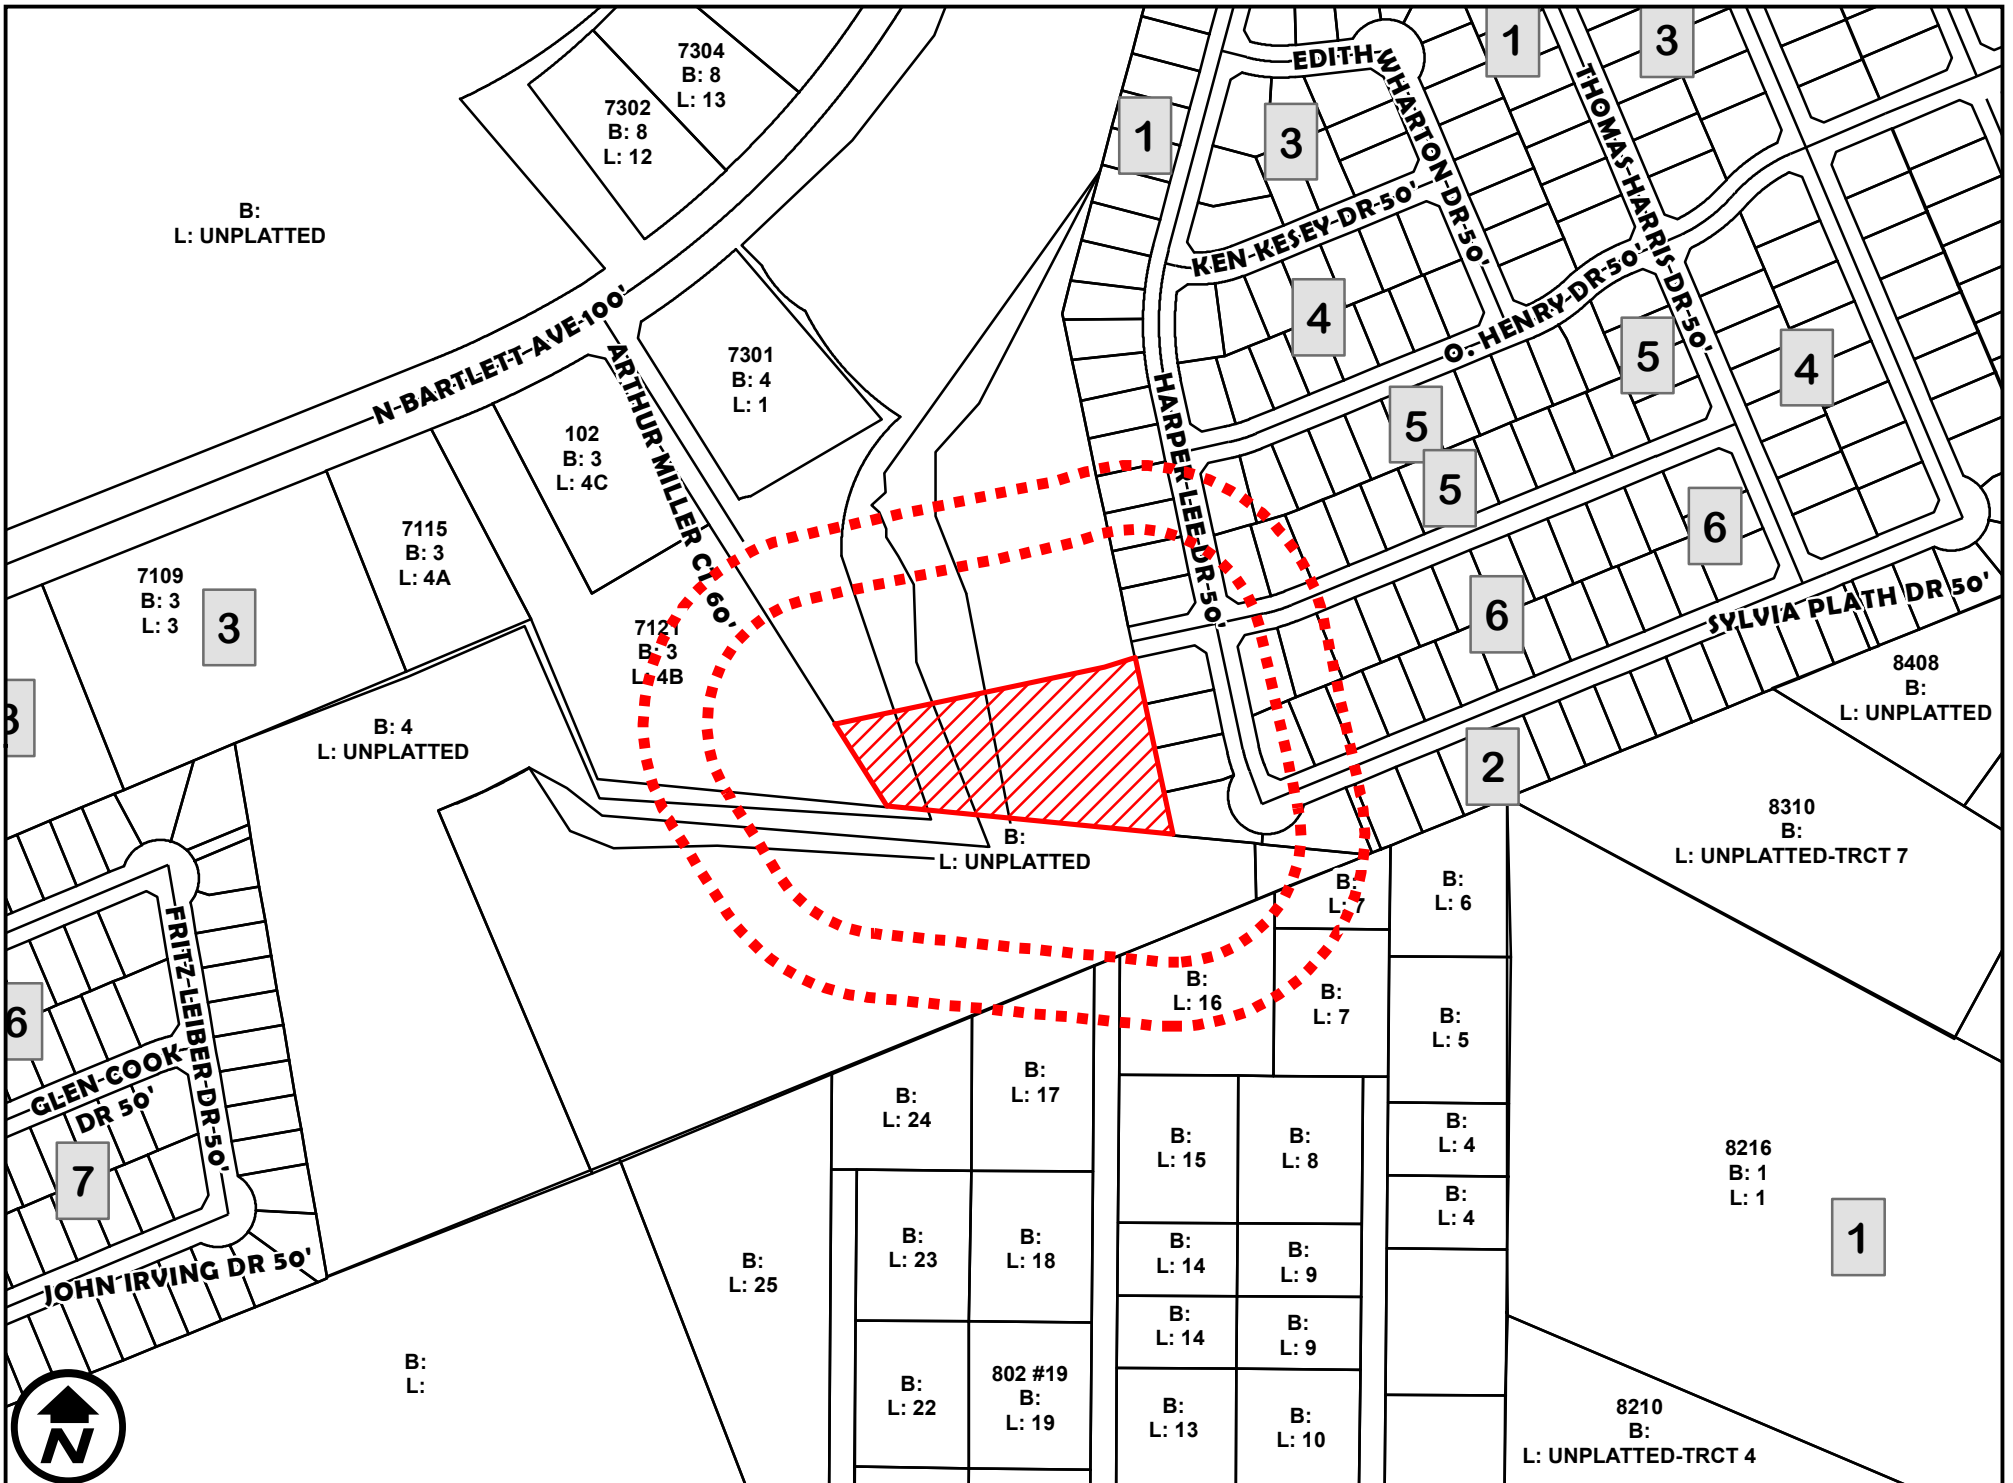 7304
B: 8
L: 13
7302
B: 8
L: 12
B:
L: UNPLATTED
1
3
EDITH WHARTON DR 50'
1
3
THOMAS HARRIS DR 50'
KEN KESEY DR 50'
4
O. HENRY DR 50'
5
4
5
5
6
6
HARPER LEE DR 50'
SYLVIA PLATH DR 50'
2
N BARTLETT AVE 100'
ARTHUR MILLER CT 60'
7301
B: 4
L: 1
102
B: 3
L: 4C
7115
B: 3
L: 4A
7109
B: 3
L: 3
3
3
7121
B: 3
L: 4B
B: 4
L: UNPLATTED
B:
L: UNPLATTED
8408
B:
L: UNPLATTED
8310
B:
L: UNPLATTED-TRCT 7
B:
L: 7
B:
L: 6
B:
L: 16
B:
L: 7
B:
L: 5
6
FRITZ LEIBER DR 50'
GLEN COOK
DR 50'
7
JOHN IRVING DR 50'
B:
L: 24
B:
L: 17
B:
L: 15
B:
L: 8
B:
L: 4
B:
L: 4
8216
B: 1
L: 1
1
B:
L: 25
B:
L: 23
B:
L: 18
B:
L: 14
B:
L: 9
B:
L: 14
B:
L: 9
B:
L:
B:
L: 22
802 #19
B:
L: 19
B:
L: 13
B:
L: 10
8210
B:
L: UNPLATTED-TRCT 4
N